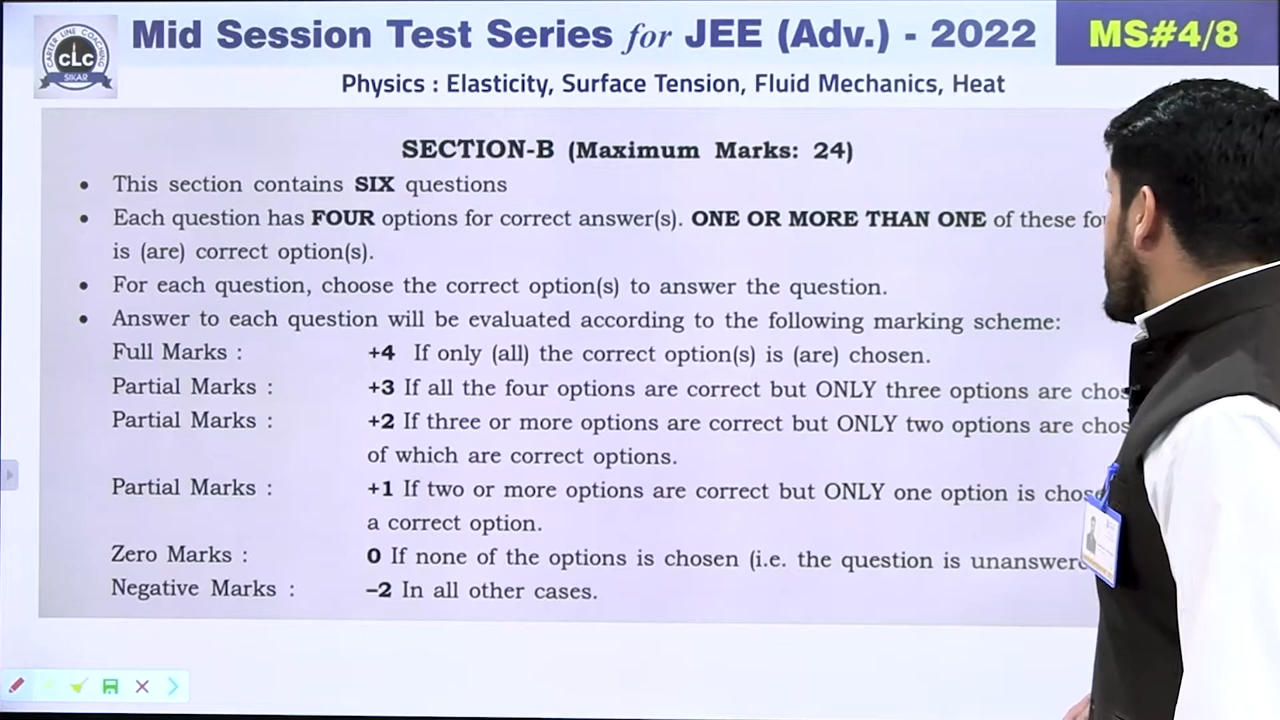 CAREER LINE COACHING
CLC
SIKAR
Mid Session Test Series for JEE (Adv.) - 2022
MS#4/8
Physics : Elasticity, Surface Tension, Fluid Mechanics, Heat
SECTION-B (Maximum Marks: 24)
• This section contains SIX questions
• Each question has FOUR options for correct answer(s). ONE OR MORE THAN ONE of these
is (are) correct option(s).
• For each question, choose the correct option(s) to answer the question.
• Answer to each question will be evaluated according to the following marking scheme:
Full Marks : +4 If only (all) the correct option(s) is (are) chosen.
Partial Marks : +3 If all the four options are correct but ONLY three options are
Partial Marks : +2 If three or more options are correct but ONLY two options are
of which are correct options.
Partial Marks : +1 If two or more options are correct but ONLY one option is
a correct option.
Zero Marks : 0 If none of the options is chosen (i.e. the question is
Negative Marks : –2 In all other cases.